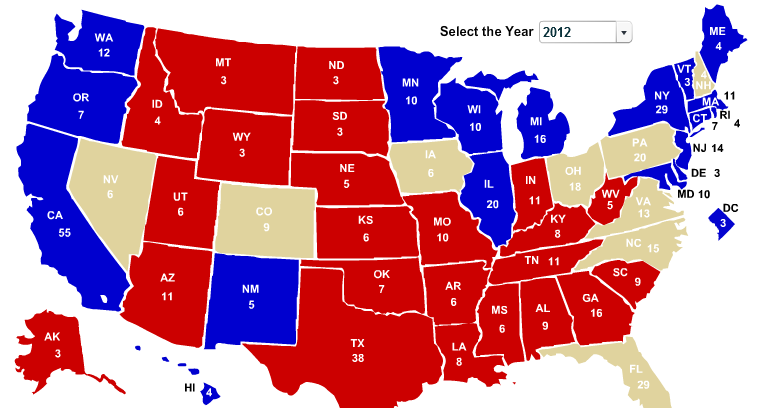 Select the Year 2012
WA
12
OR
7
CA
55
NV
6
ID
4
MT
3
WY
3
UT
6
AZ
11
CO
9
NM
5
ND
3
SD
3
NE
5
KS
6
OK
7
TX
38
MN
10
IA
6
MO
10
AR
6
LA
8
WI
10
IL
20
MI
16
IN
11
OH
18
KY
8
TN 11
MS
6
AL
9
GA
16
FL
29
SC
9
NC 15
VA
13
WV
5
PA
20
NY
29
VT
3
4
NH
ME
4
MA
11
RI
4
CT
7
NJ 14
DE 3
MD 10
DC
3
AK
3
HI
4